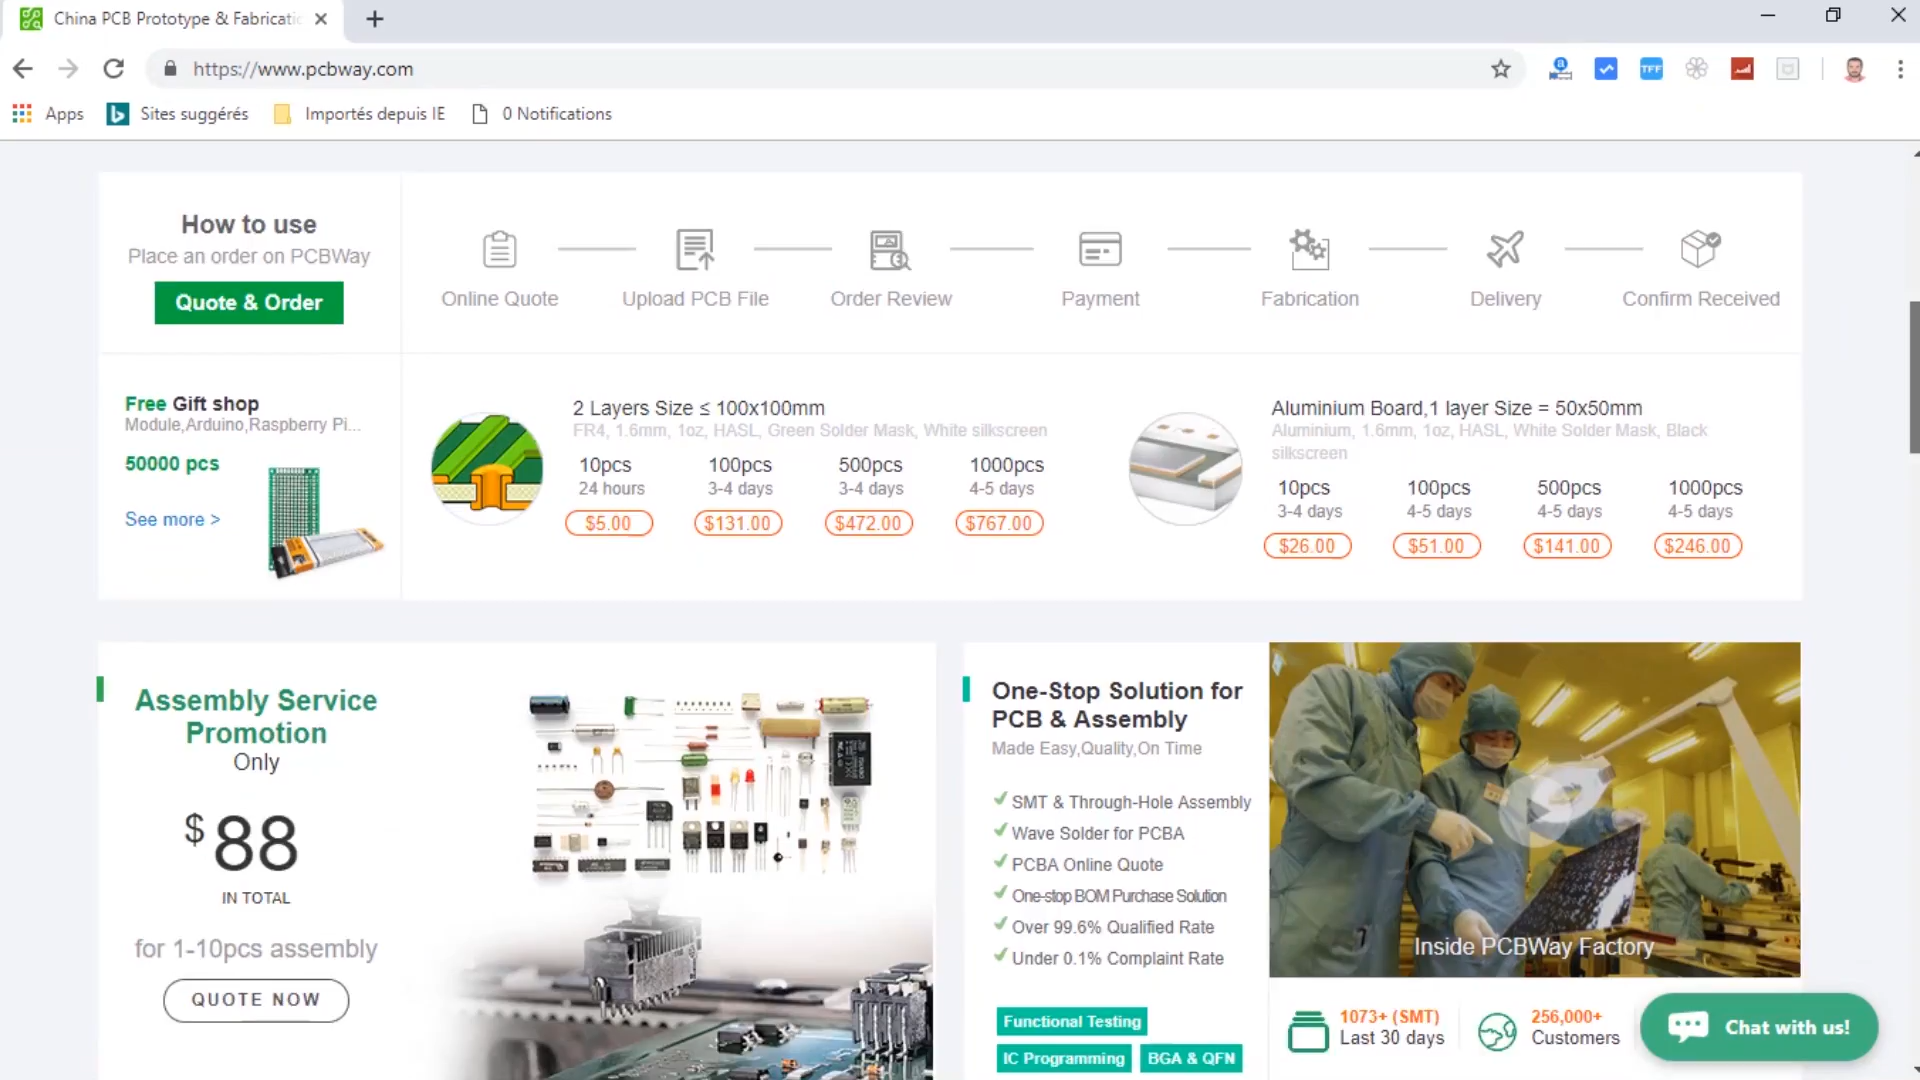 China PCB Prototype & Fabricatio
https://www.pcbway.com
Apps
Sites suggérés
Importés depuis IE
0 Notifications
How to use
Place an order on PCBWay
Quote & Order
Online Quote
Upload PCB File
Order Review
Payment
Fabrication
Delivery
Confirm Received
Free Gift shop
Module,Arduino,Raspberry Pi...
50000 pcs
See more >
2 Layers Size ≤ 100x100mm
FR4, 1.6mm, 1oz, HASL, Green Solder Mask, White silkscreen
10pcs 100pcs 500pcs 1000pcs
24 hours 3-4 days 3-4 days 4-5 days
$5.00 $131.00 $472.00 $767.00
Aluminium Board,1 layer Size = 50x50mm
Aluminium, 1.6mm, 1oz, HASL, White Solder Mask, Black
silkscreen
10pcs 100pcs 500pcs 1000pcs
3-4 days 4-5 days 4-5 days 4-5 days
$26.00 $51.00 $141.00 $246.00
Assembly Service
Promotion
Only
$88
IN TOTAL
for 1-10pcs assembly
QUOTE NOW
One-Stop Solution for
PCB & Assembly
Made Easy,Quality,On Time
SMT & Through-Hole Assembly
Wave Solder for PCBA
PCBA Online Quote
One-stop BOM Purchase Solution
Over 99.6% Qualified Rate
Under 0.1% Complaint Rate
Functional Testing
IC Programming
BGA & QFN
Inside PCBWay Factory
1073+ (SMT)
Last 30 days
256,000+
Customers
Chat with us!
TFF